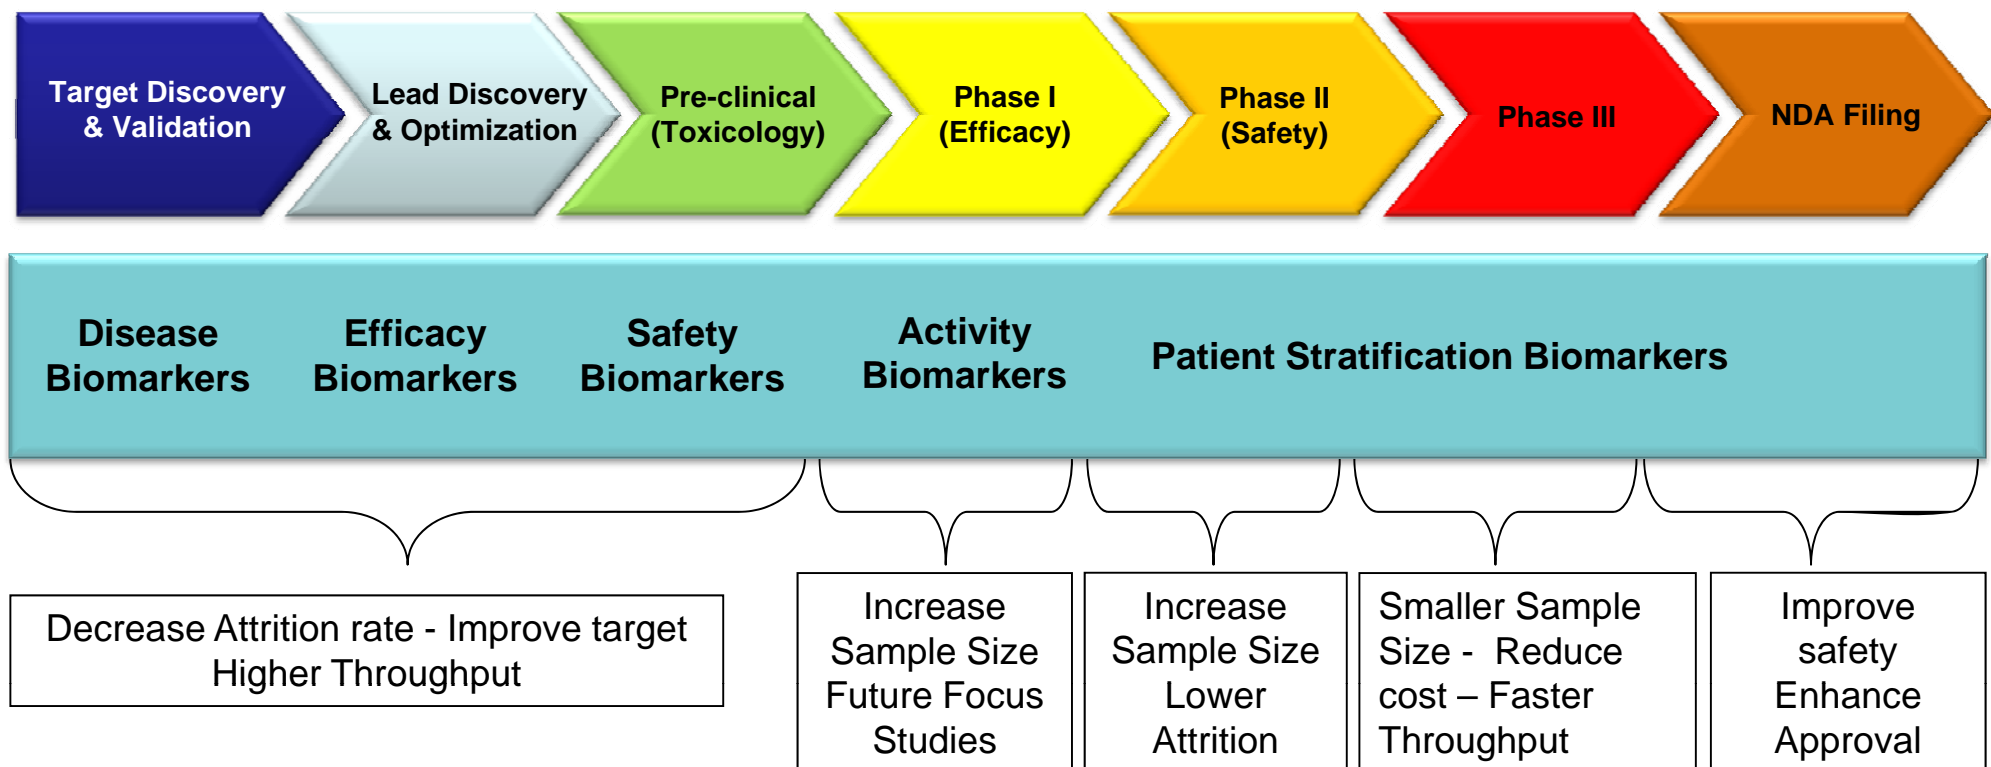 Target Discovery
& Validation
Lead Discovery
& Optimization
Pre-clinical
(Toxicology)
Phase I
(Efficacy)
Phase II
(Safety)
Phase III
NDA Filing
Disease
Biomarkers
Efficacy
Biomarkers
Safety
Biomarkers
Activity
Biomarkers
Patient Stratification Biomarkers
Decrease Attrition rate - Improve target
Higher Throughput
Increase
Sample Size
Future Focus
Studies
Increase
Sample Size
Lower
Attrition
Smaller Sample
Size - Reduce
cost – Faster
Throughput
Improve
safety
Enhance
Approval